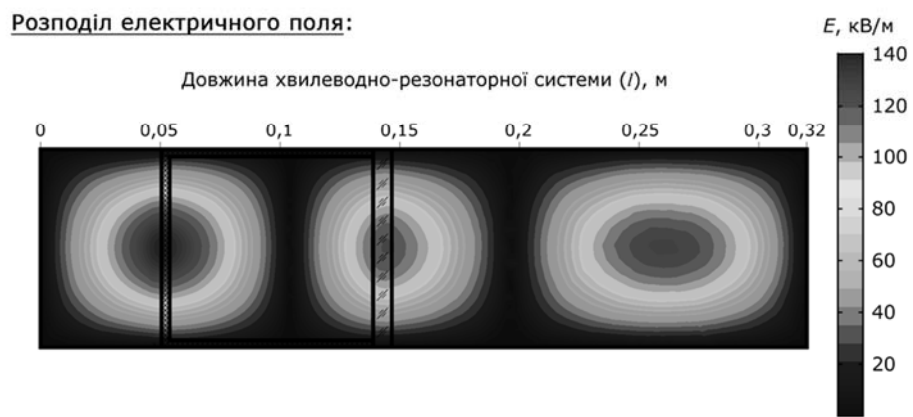 Розподіл електричного поля:
E, кВ/м
Довжина хвилеводно-резонаторної системи (l), м
0 0,05 0,1 0,15 0,2 0,25 0,3 0,32
140
120
100
80
60
40
20